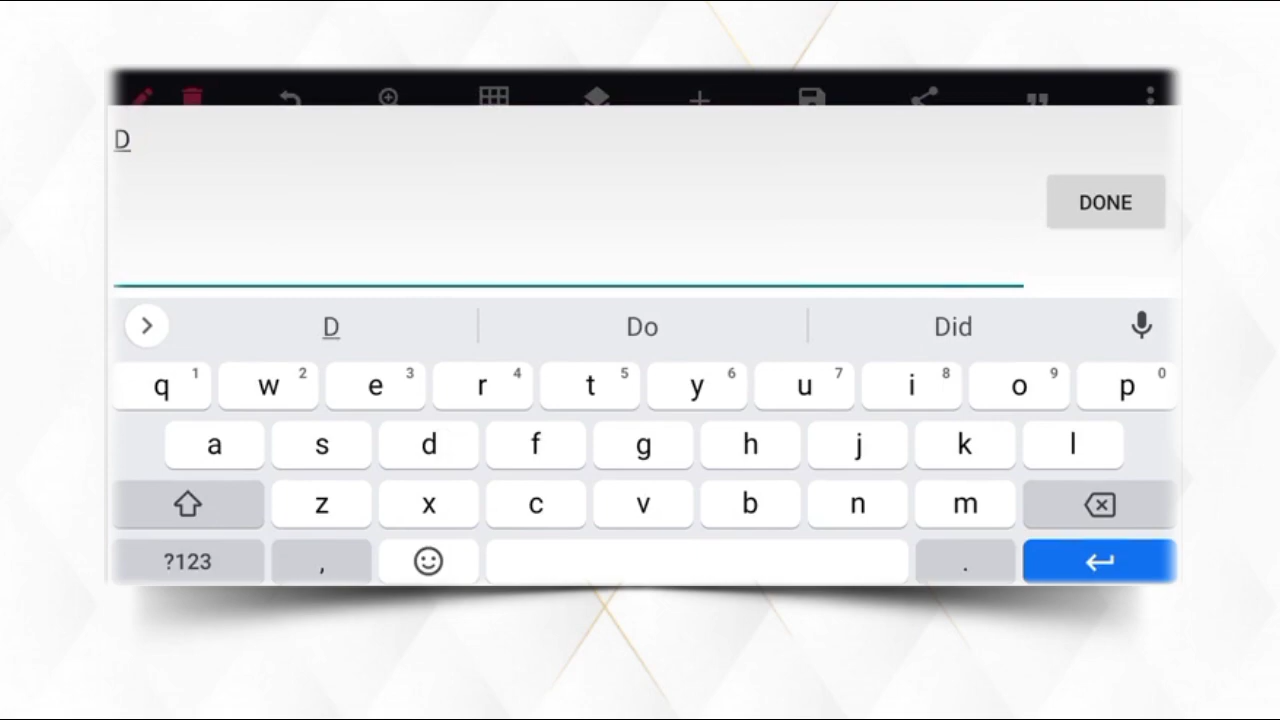 D
DONE
D Do Did
q 1 w 2 e 3 r 4 t 5 y 6 u 7 i 8 o 9 p 0
a s d f g h j k l
z x c v b n m
?123 , .